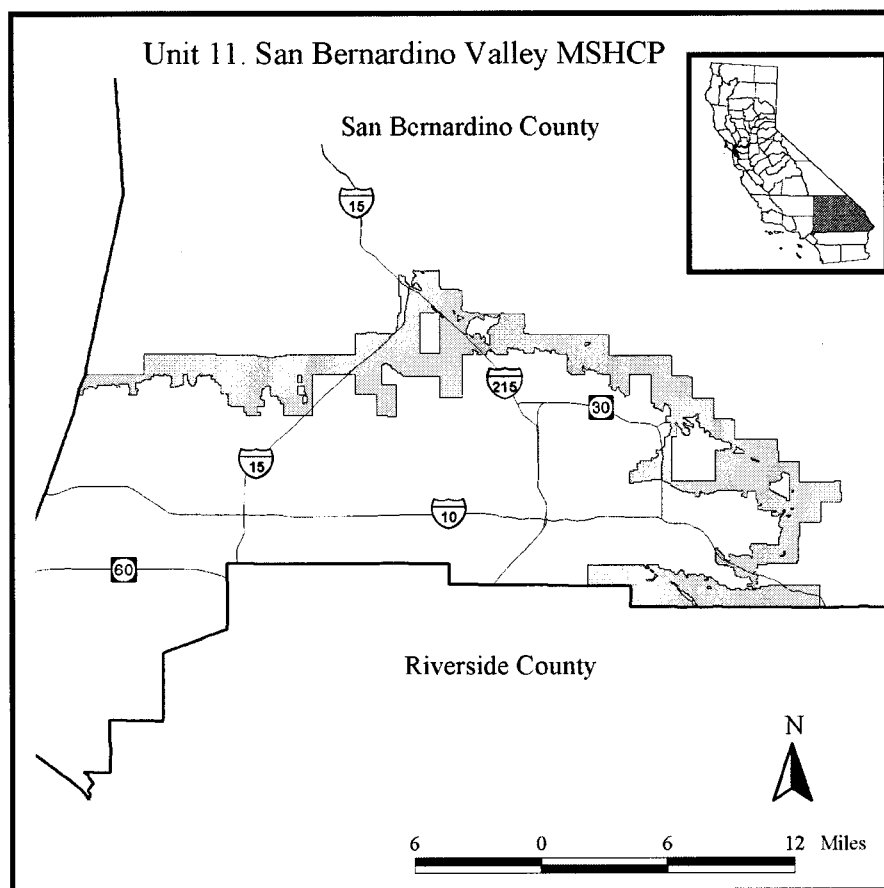 Unit 11. San Bernardino Valley MSHCP
San Bernardino County
15
215
30
15
10
60
Riverside County
N
6 0 6 12 Miles